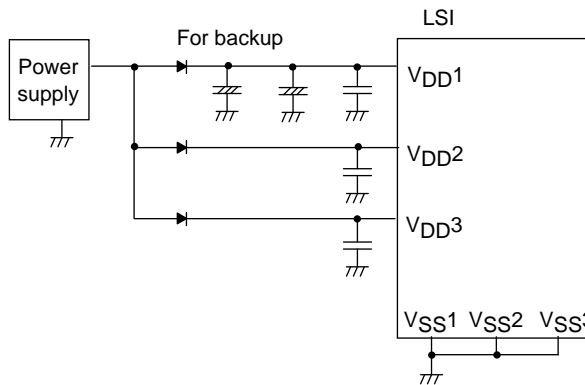 LSI
For backup
Power
supply
VDD1
VDD2
VDD3
VSS1 VSS2 VSS3